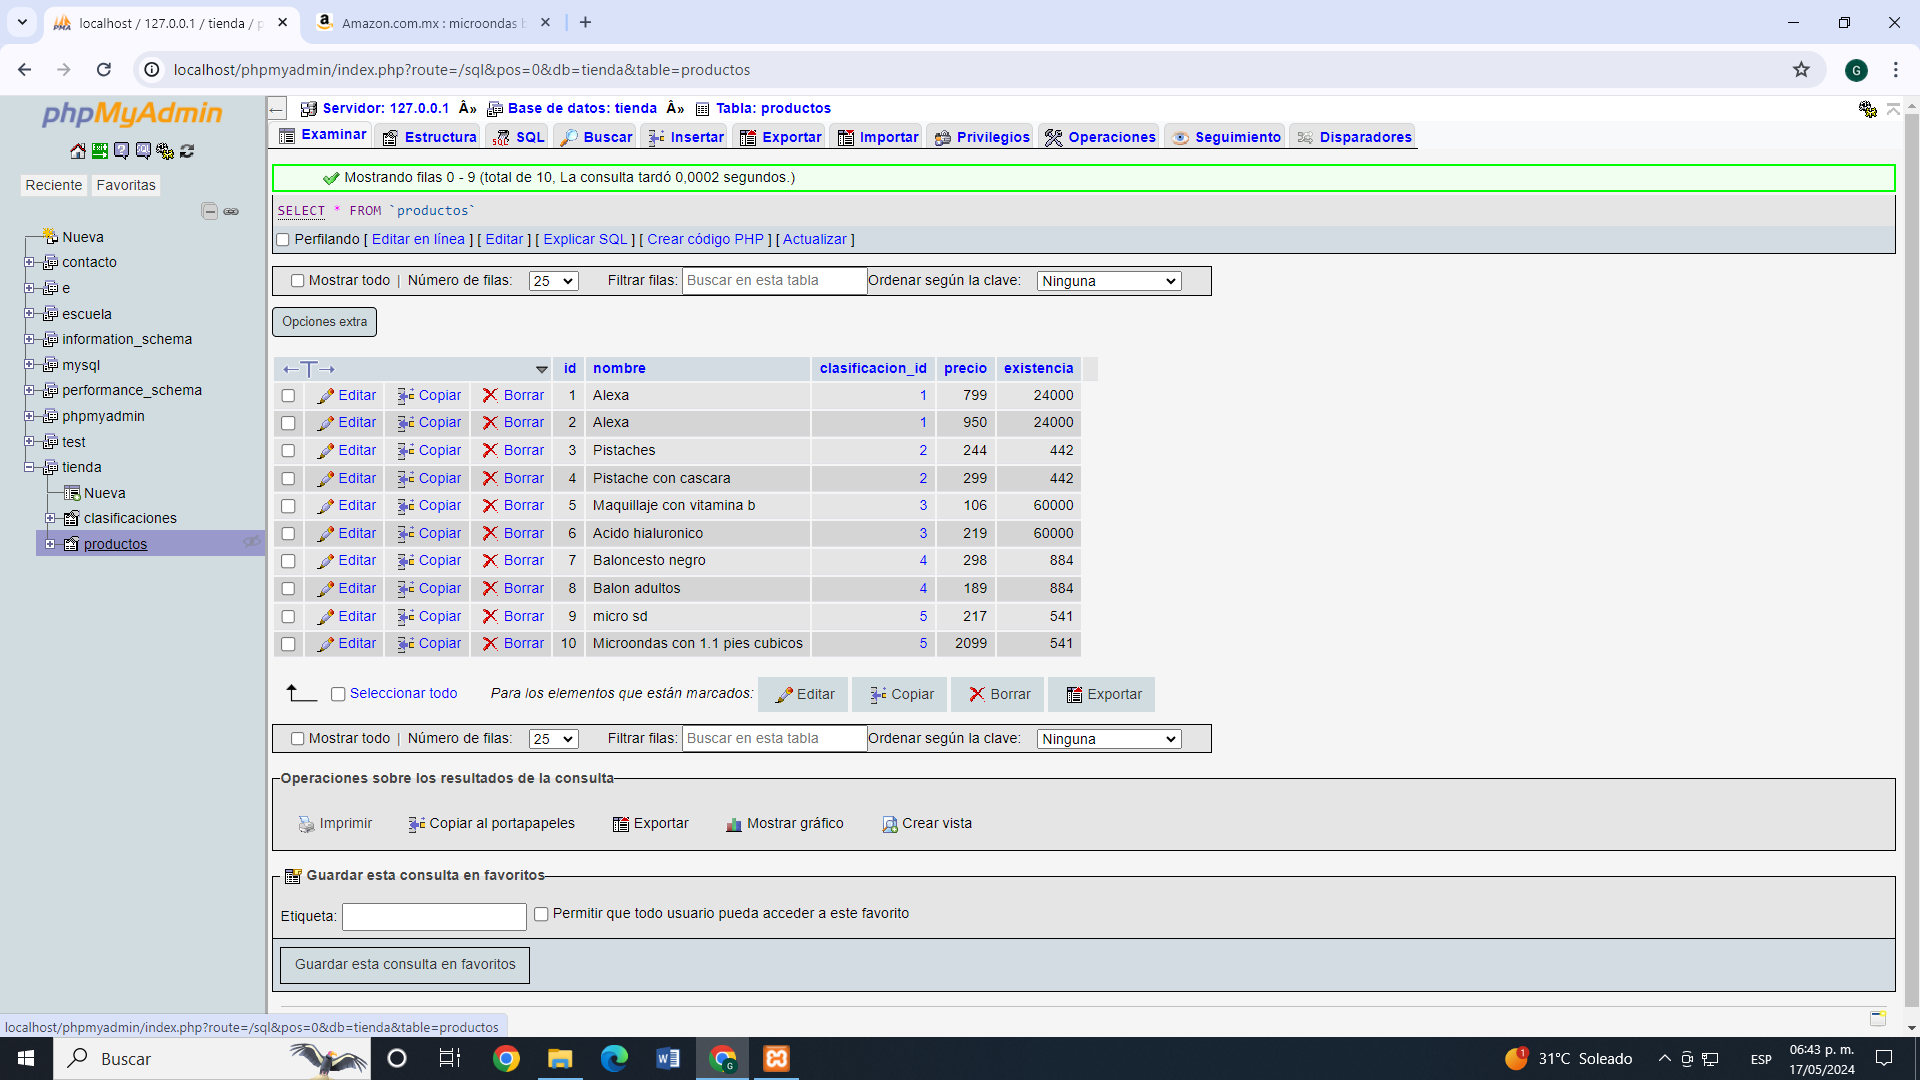 localhost / 127.0.0.1 / tienda / p
Amazon.com.mx : microondas b
localhost/phpmyadmin/index.php?route=/sql&pos=0&db=tienda&table=productos
G
phpMyAdmin
Reciente Favoritas
Nueva
contacto
e
escuela
information_schema
mysql
performance_schema
phpmyadmin
test
tienda
Nueva
clasificaciones
productos
Servidor: 127.0.0.1 Â» Base de datos: tienda Â» Tabla: productos
Examinar Estructura SQL Buscar Insertar Exportar Importar Privilegios Operaciones Seguimiento Disparadores
Mostrando filas 0 - 9 (total de 10, La consulta tardó 0,0002 segundos.)
SELECT * FROM `productos`
Perfilando [ Editar en línea ] [ Editar ] [ Explicar SQL ] [ Crear código PHP ] [ Actualizar ]
Mostrar todo | Número de filas: 25 Filtrar filas: Buscar en esta tabla Ordenar según la clave: Ninguna
Opciones extra
←T→ id nombre clasificacion_id precio existencia
Editar Copiar Borrar 1 Alexa 1 799 24000
Editar Copiar Borrar 2 Alexa 1 950 24000
Editar Copiar Borrar 3 Pistaches 2 244 442
Editar Copiar Borrar 4 Pistache con cascara 2 299 442
Editar Copiar Borrar 5 Maquillaje con vitamina b 3 106 60000
Editar Copiar Borrar 6 Acido hialuronico 3 219 60000
Editar Copiar Borrar 7 Baloncesto negro 4 298 884
Editar Copiar Borrar 8 Balon adultos 4 189 884
Editar Copiar Borrar 9 micro sd 5 217 541
Editar Copiar Borrar 10 Microondas con 1.1 pies cubicos 5 2099 541
Seleccionar todo Para los elementos que están marcados: Editar Copiar Borrar Exportar
Mostrar todo | Número de filas: 25 Filtrar filas: Buscar en esta tabla Ordenar según la clave: Ninguna
Operaciones sobre los resultados de la consulta
Imprimir Copiar al portapapeles Exportar Mostrar gráfico Crear vista
Guardar esta consulta en favoritos
Etiqueta: Permitir que todo usuario pueda acceder a este favorito
Guardar esta consulta en favoritos
localhost/phpmyadmin/index.php?route=/sql&pos=0&db=tienda&table=productos
Buscar
1 31°C Soleado ESP 06:43 p. m.
17/05/2024